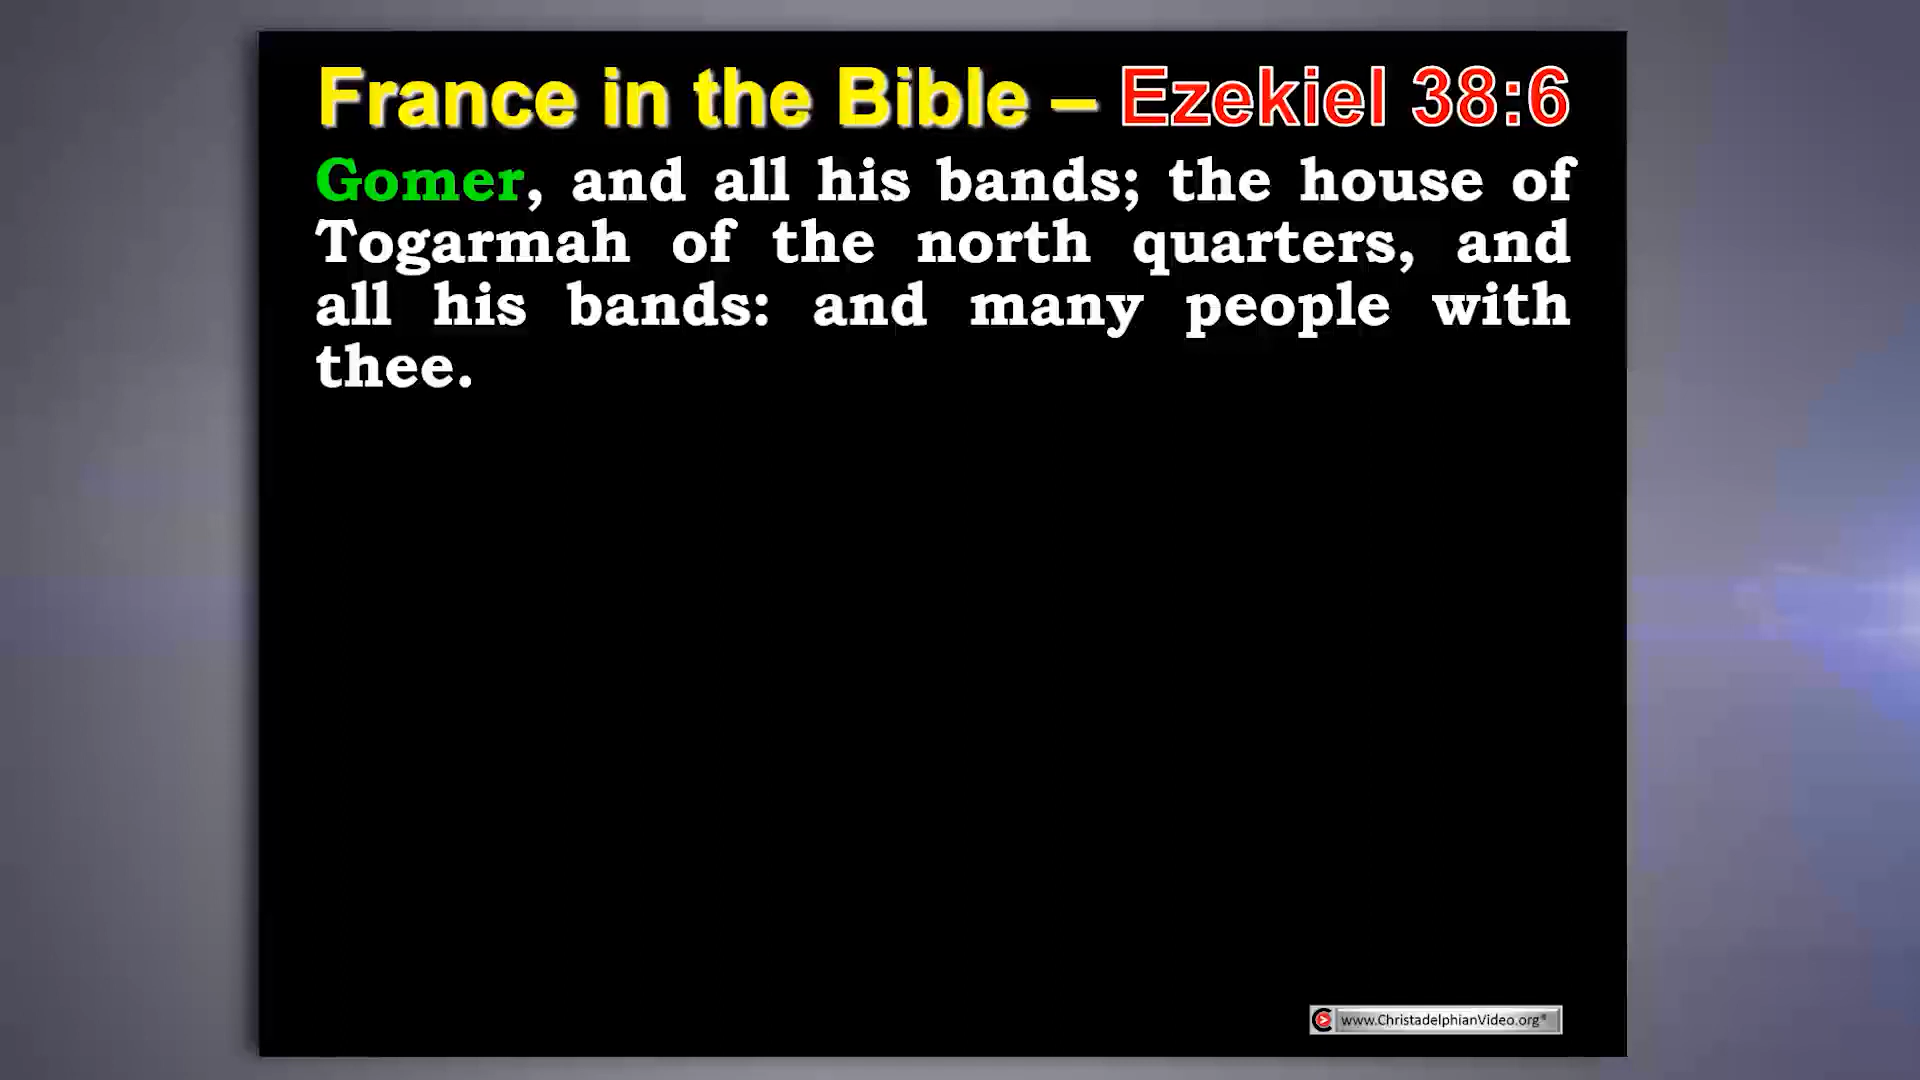 France in the Bible – Ezekiel 38:6
Gomer, and all his bands; the house of
Togarmah of the north quarters, and
all his bands: and many people with
thee.
www.ChristadelphianVideo.org®